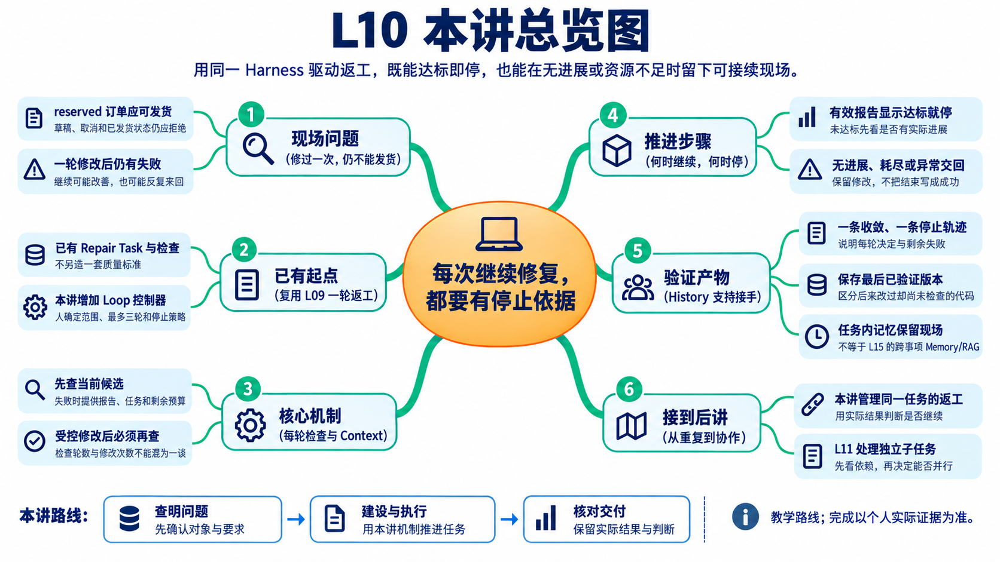 L10 本讲总览图
用同一 Harness 驱动返工，既能达标即停，也能在无进展或资源不足时留下可接续现场。
1
现场问题
（修过一次，仍不能发货）
reserved 订单应可发货
草稿、取消和已发货状态仍应拒绝
一轮修改后仍有失败
继续可能改善，也可能反复来回
2
已有起点
（复用 L09 一轮返工）
已有 Repair Task 与检查
不另造一套质量标准
本讲增加 Loop 控制器
人确定范围、最多三轮和停止策略
3
核心机制
（每轮检查与 Context）
先查当前候选
失败时提供报告、任务和剩余预算
受控修改后必须再查
检查轮数与修改次数不能混为一谈
每次继续修复，
都要有停止依据
4
推进步骤
（何时继续，何时停）
有效报告显示达标就停
未达标先看是否有实际进展
无进展、耗尽或异常交回
保留修改，不把结束写成成功
5
验证产物
（History 支持接手）
一条收敛、一条停止轨迹
说明每轮决定与剩余失败
保存最后已验证版本
区分后来改过却尚未检查的代码
任务内记忆保留现场
不等于 L15 的跨事项 Memory/RAG
6
接到后讲
（从重复到协作）
本讲管理同一任务的返工
用实际结果判断是否继续
L11 处理独立子任务
先看依赖，再决定能否并行
本讲路线：
查明问题
先确认对象与要求
建设与执行
用本讲机制推进任务
核对交付
保留实际结果与判断
教学路线；完成以个人实际证据为准。